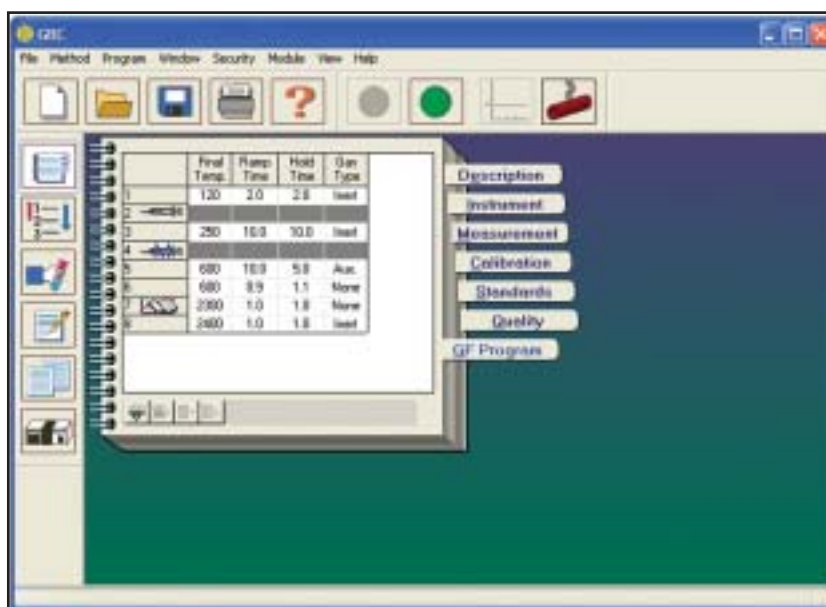 GBC
File Method Program Window Security Module View Help
Final Temp. Ramp Time Hold Time Gas Type
1 120 2.0 2.0 Inert
2
3 250 10.0 10.0 Inert
4
5 600 10.0 5.0 Aux.
6 600 0.9 1.1 None
7 2300 1.0 1.0 None
8 2400 1.0 1.0 Inert
Description
Instrument
Measurement
Calibration
Standards
Quality
GF Program